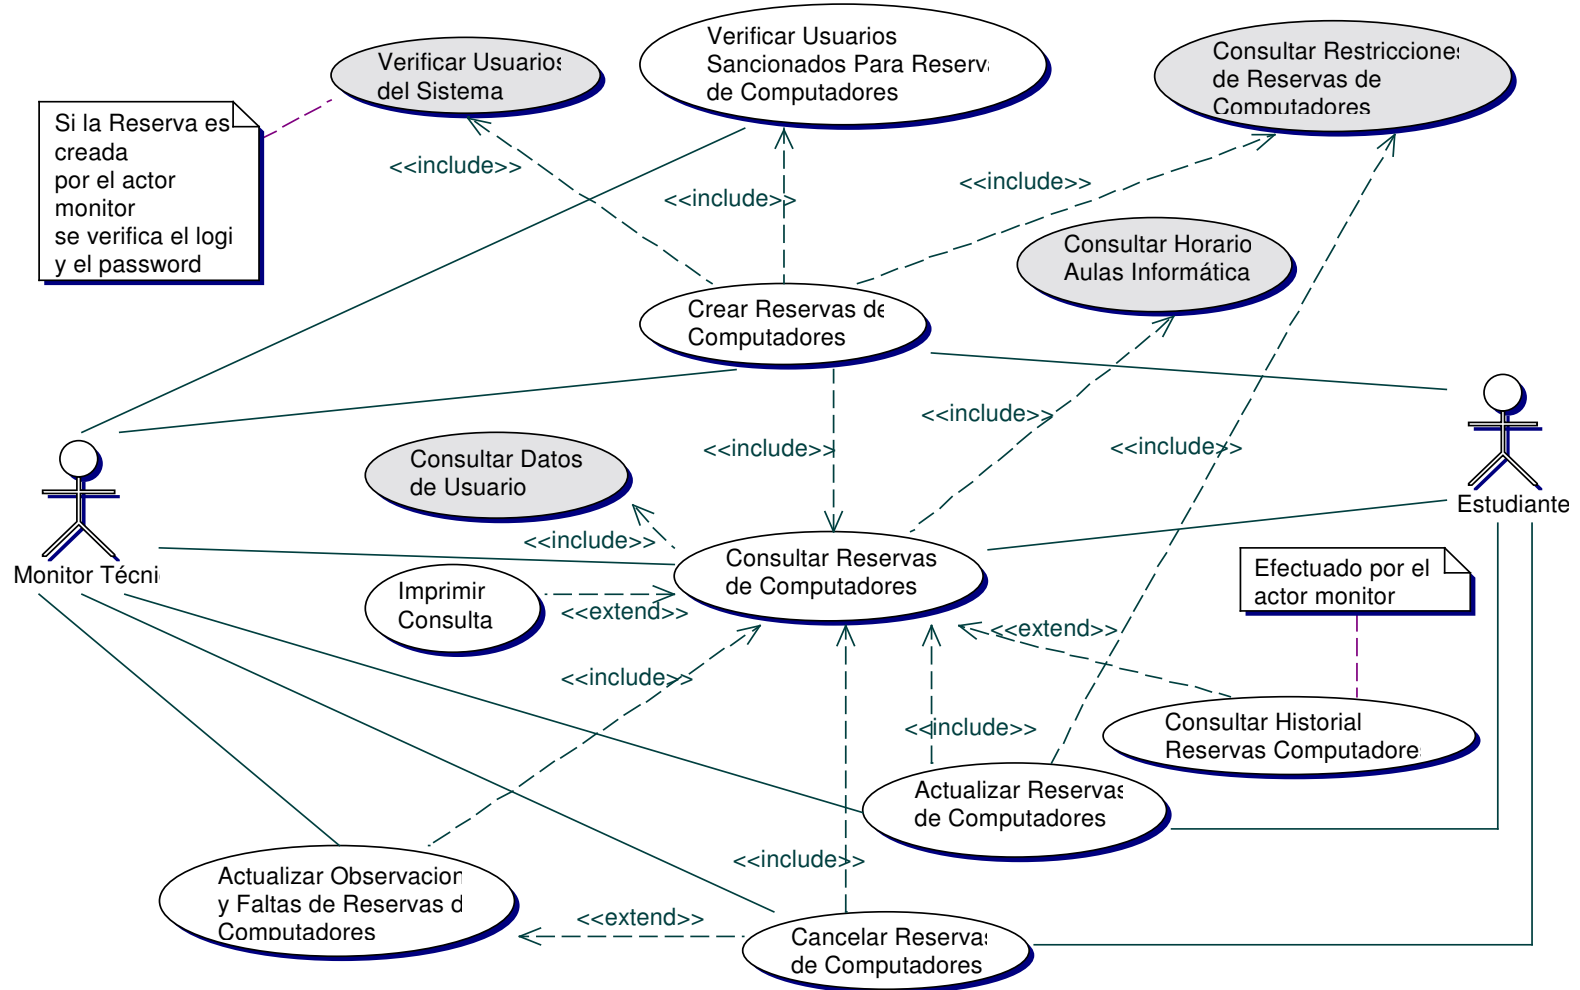 Verificar Usuarios
del Sistema
Verificar Usuarios
Sancionados Para Reserva
de Computadores
Consultar Restricciones
de Reservas de
Computadores
Si la Reserva es
creada
por el actor
monitor
se verifica el logi
y el password
<<include>>
<<include>>
<<include>>
Consultar Horario
Aulas Informática
Crear Reservas de
Computadores
<<include>>
<<include>>
<<include>>
Consultar Datos
de Usuario
Estudiante
<<include>>
Consultar Reservas
de Computadores
Monitor Técni
Imprimir
Consulta
<<extend>>
Efectuado por el
actor monitor
<<extend>>
<<include>>
<<include>>
Consultar Historial
Reservas Computadore
Actualizar Reservas
de Computadores
<<include>>
Actualizar Observacion
y Faltas de Reservas d
Computadores
<<extend>>
Cancelar Reservas
de Computadores